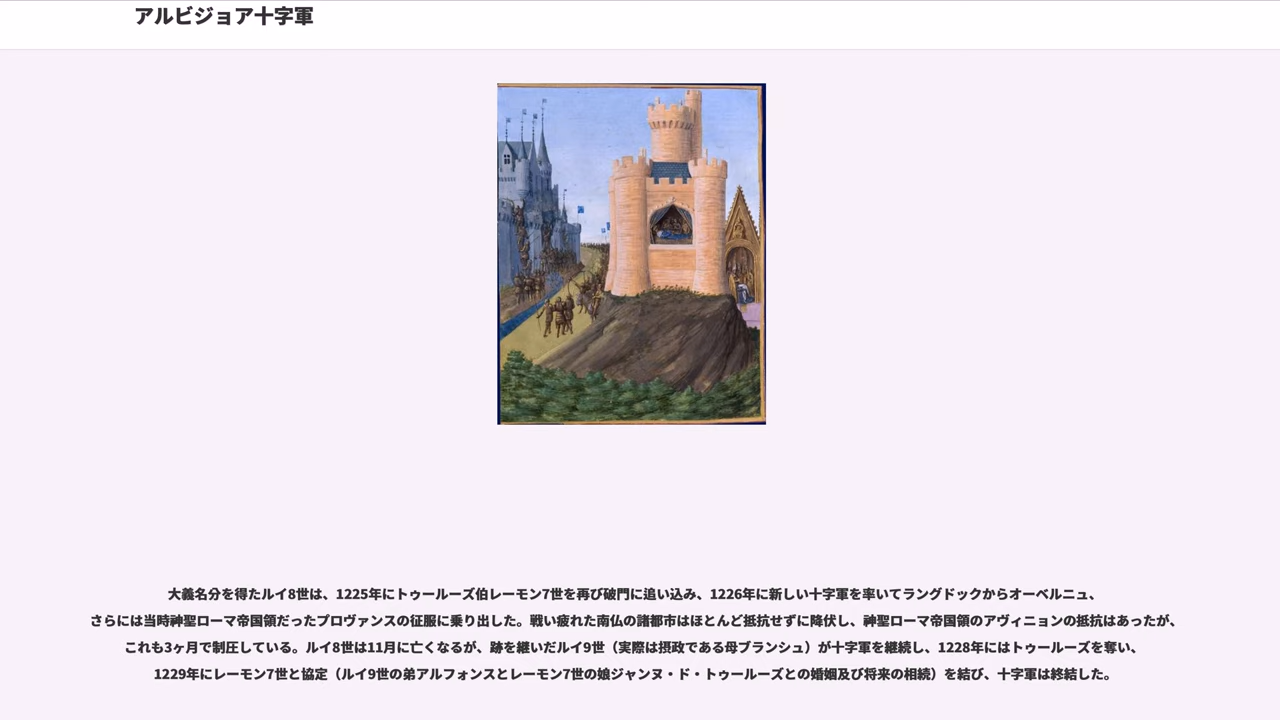 アルビジョア十字軍
大義名分を得たルイ8世は、1225年にトゥールーズ伯レーモン7世を再び破門に追い込み、1226年に新しい十字軍を率いてラングドックからオーベルニュ、
さらには当時神聖ローマ帝国領だったプロヴァンスの征服に乗り出した。戦い疲れた南仏の諸都市はほとんど抵抗せずに降伏し、神聖ローマ帝国領のアヴィニョンの抵抗はあったが、
これも3ヶ月で制圧している。ルイ8世は11月に亡くなるが、跡を継いだルイ9世（実際は摂政である母ブランシュ）が十字軍を継続し、1228年にはトゥールーズを奪い、
1229年にレーモン7世と協定（ルイ9世の弟アルフォンスとレーモン7世の娘ジャンヌ・ド・トゥールーズとの婚姻及び将来の相続）を結び、十字軍は終結した。